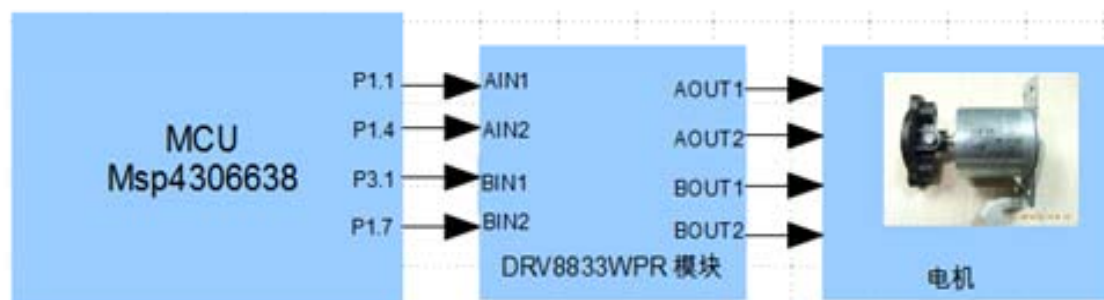 MCU
Msp4306638
P1.1
P1.4
P3.1
P1.7
AIN1
AIN2
BIN1
BIN2
DRV8833WPR 模块
AOUT1
AOUT2
BOUT1
BOUT2
电机